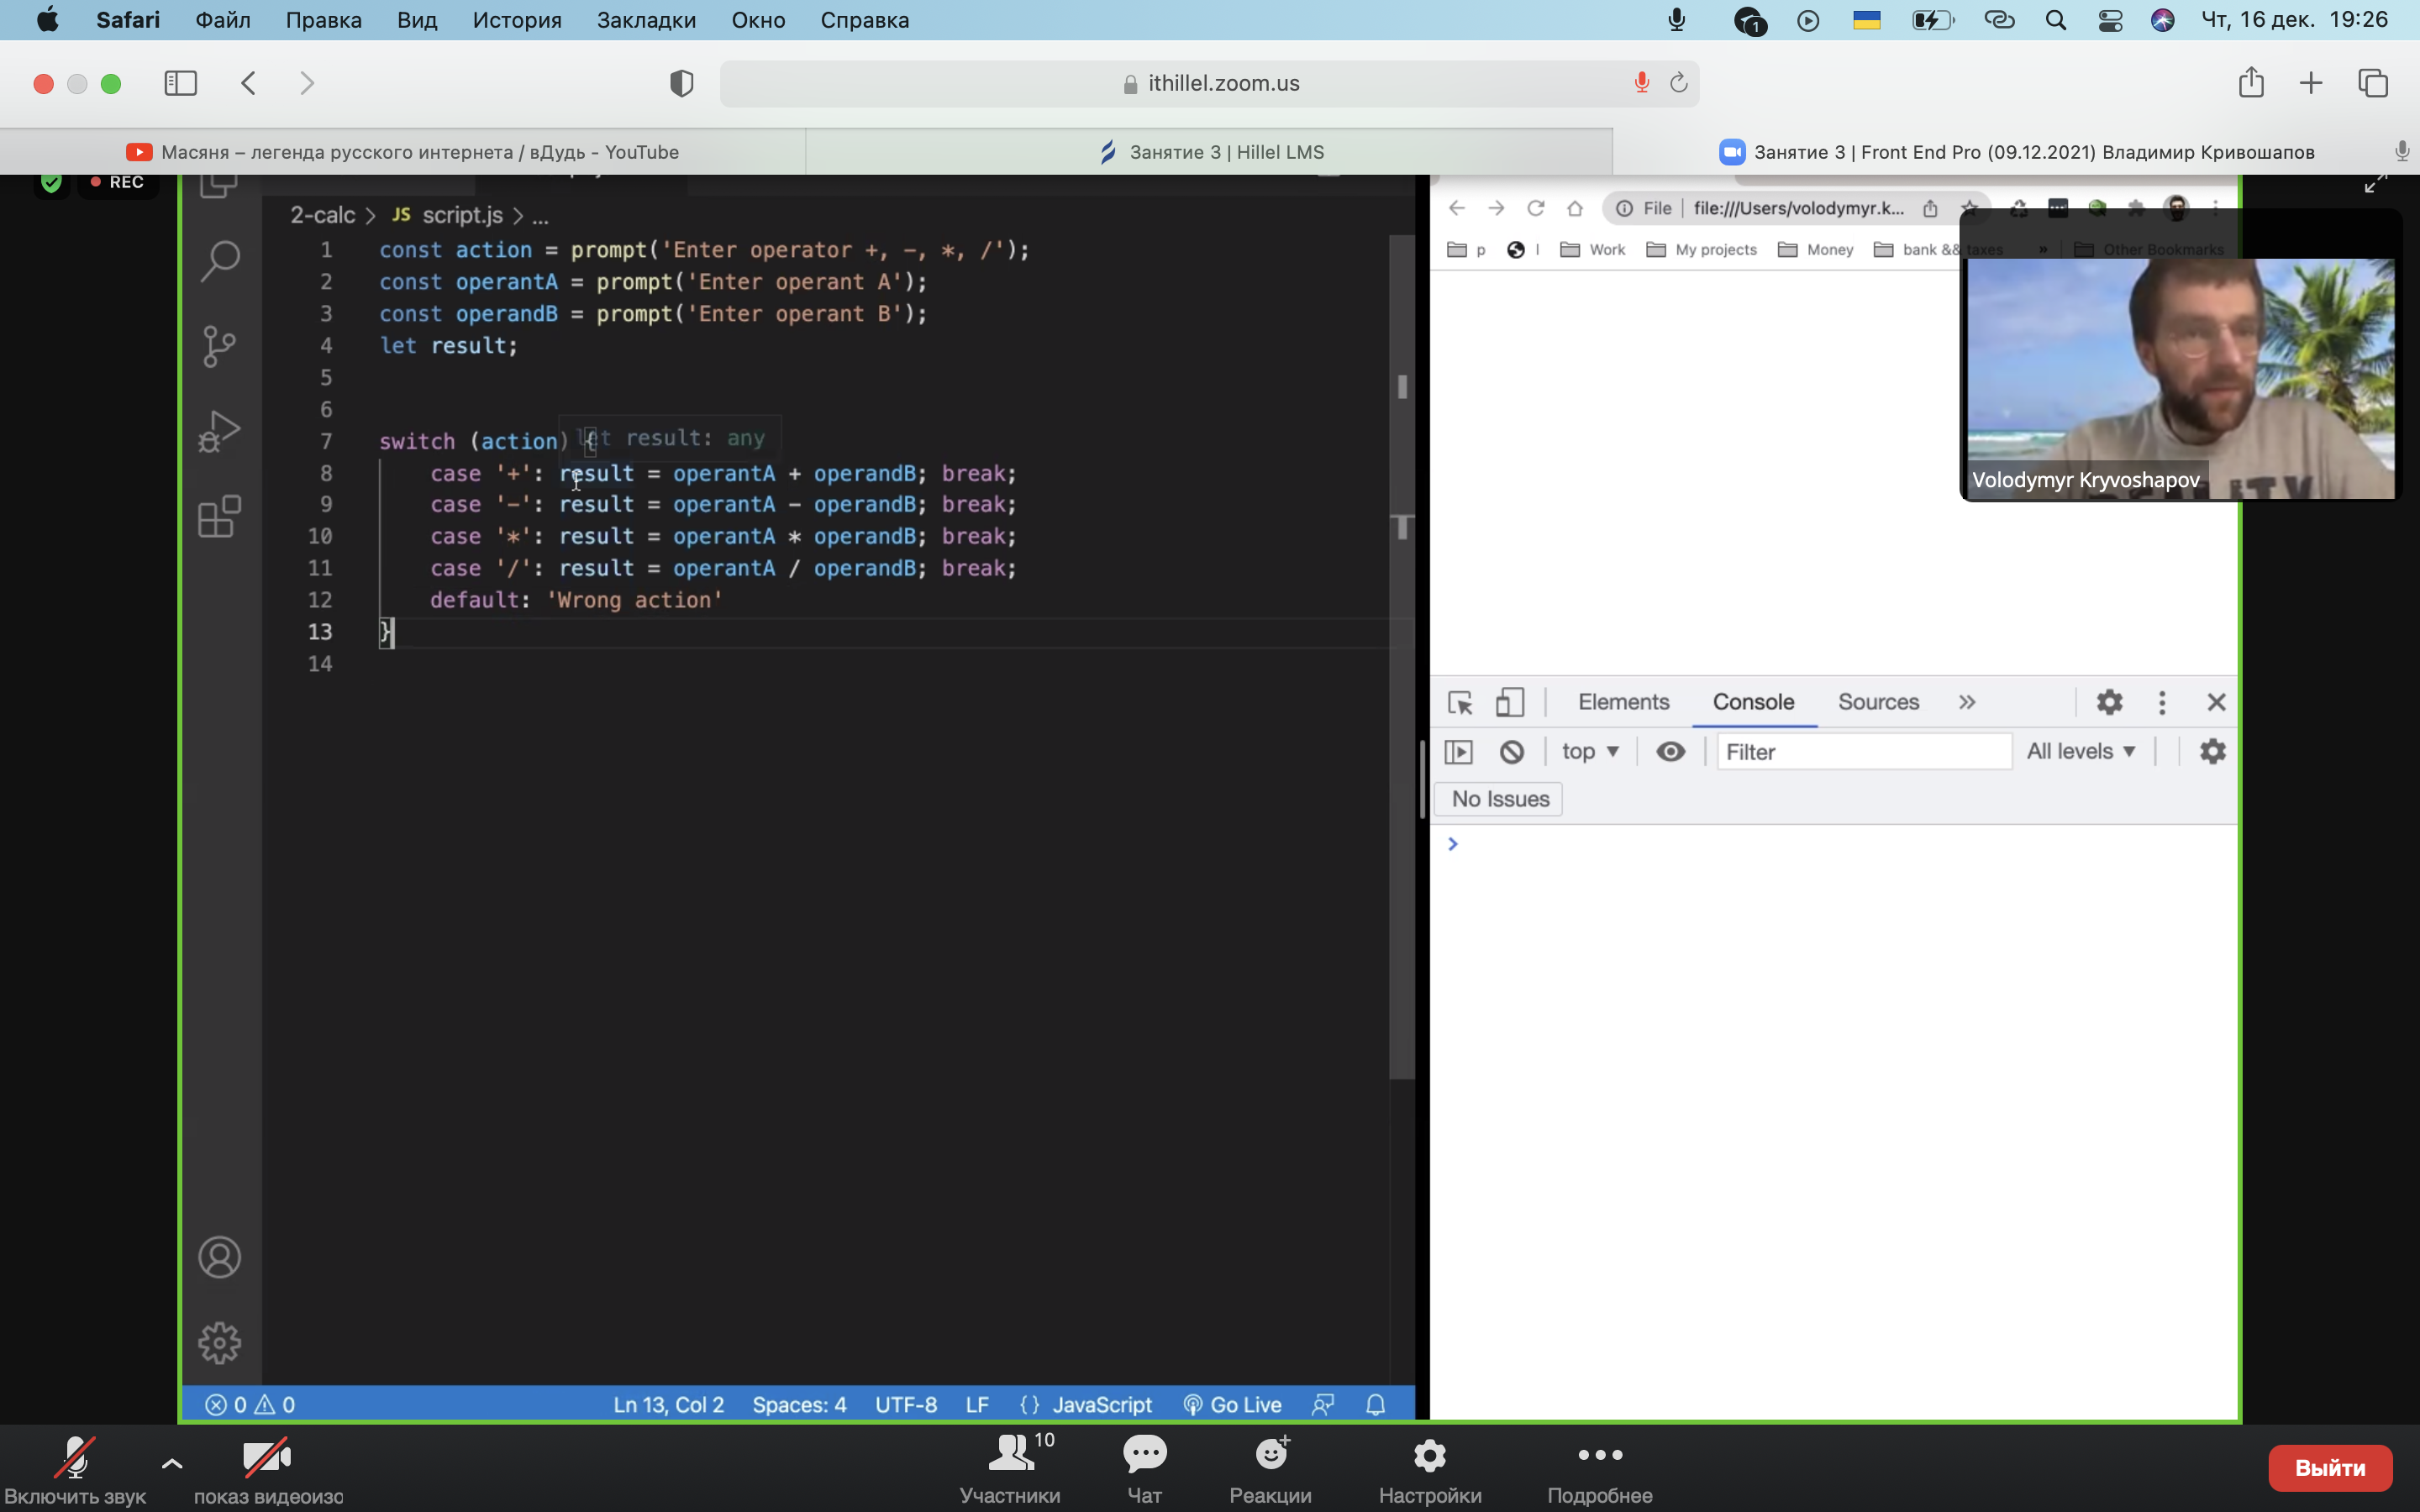 Safari Файл Правка Вид История Закладки Окно Справка 1 Чт, 16 дек. 19:26
ithillel.zoom.us
Масяня – легенда русского интернета / вДудь - YouTube
Занятие 3 | Hillel LMS
Занятие 3 | Front End Pro (09.12.2021) Владимир Кривошапов
REC
2-calc > JS script.js > ...
1 const action = prompt('Enter operator +, -, *, /');
2 const operantA = prompt('Enter operant A');
3 const operandB = prompt('Enter operant B');
4 let result;
5
6
let result: any
7 switch (action) {
8 case '+': result = operantA + operandB; break;
9 case '-': result = operantA - operandB; break;
10 case '*': result = operantA * operandB; break;
11 case '/': result = operantA / operandB; break;
12 default: 'Wrong action'
13 }
14
File | file:///Users/volodymyr.k...
p l Work My projects Money bank && taxes » Other Bookmarks
Volodymyr Kryvoshapov
Elements Console Sources »
top ▼ Filter All levels ▼
No Issues
>
0 0 Ln 13, Col 2 Spaces: 4 UTF-8 LF {} JavaScript Go Live
10
Включить звук показ видеоизо Участники Чат Реакции Настройки Подробнее Выйти